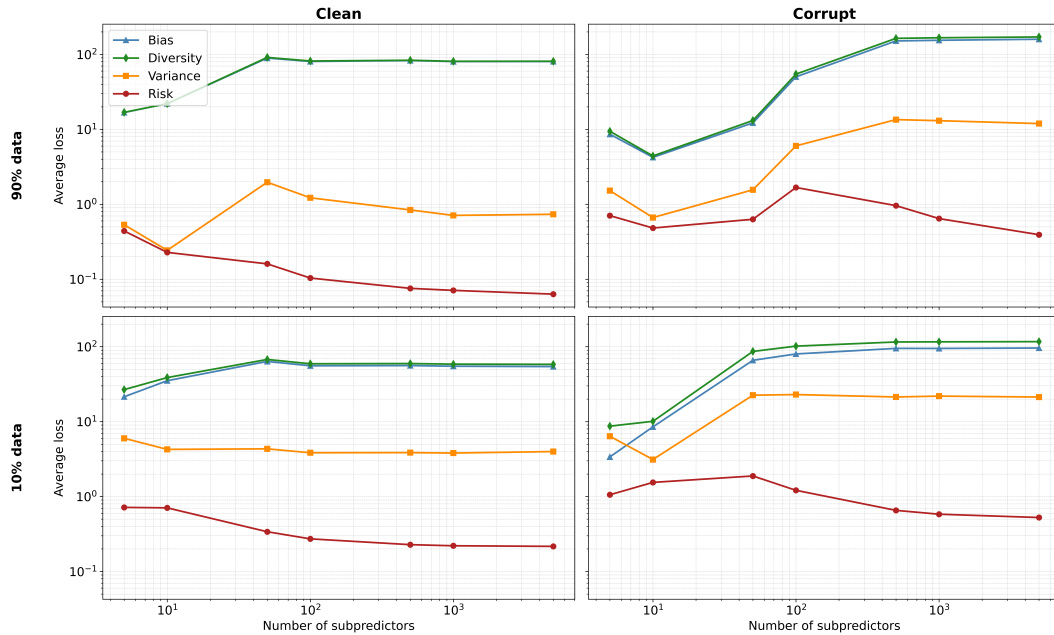 Clean
Corrupt
90% data
Average loss
10²
10¹
10⁰
10⁻¹
Bias
Diversity
Variance
Risk
10% data
Average loss
10²
10¹
10⁰
10⁻¹
10¹ 10² 10³
10¹ 10² 10³
Number of subpredictors
Number of subpredictors